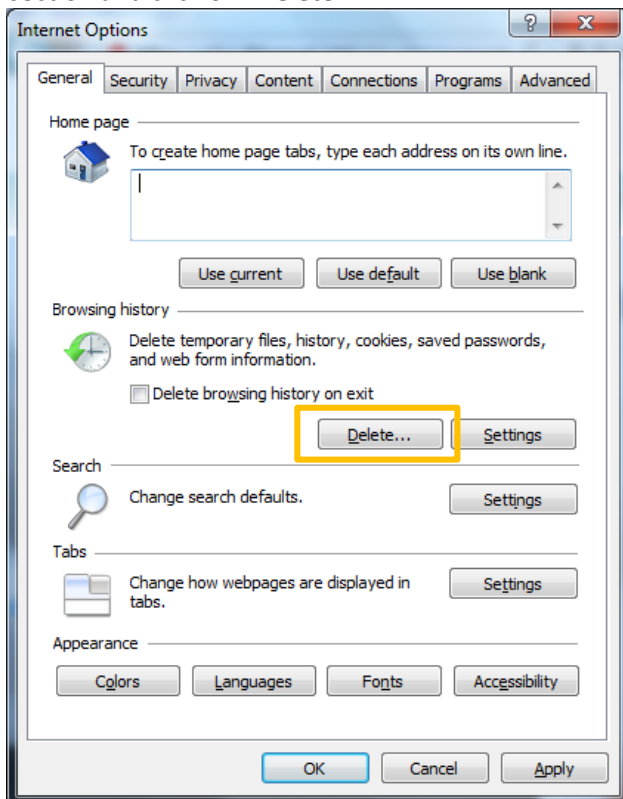 Internet Options
?
X
General Security Privacy Content Connections Programs Advanced
Home page
To create home page tabs, type each address on its own line.
Use current Use default Use blank
Browsing history
Delete temporary files, history, cookies, saved passwords,
and web form information.
Delete browsing history on exit
Delete... Settings
Search
Change search defaults. Settings
Tabs
Change how webpages are displayed in
tabs.
Settings
Appearance
Colors Languages Fonts Accessibility
OK Cancel Apply